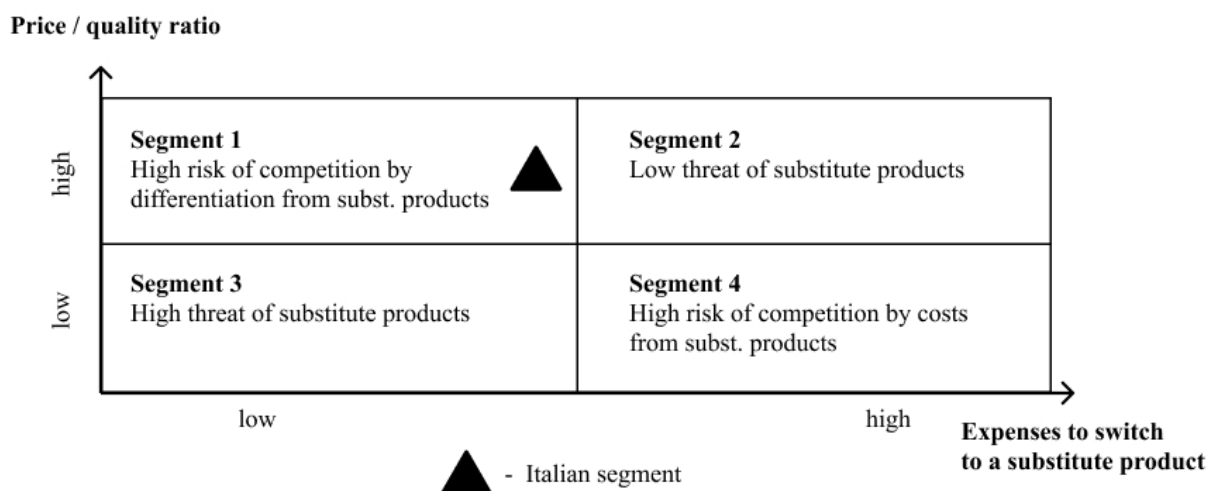 Price / quality ratio
high
Segment 1
High risk of competition by
differentiation from subst. products
Segment 2
Low threat of substitute products
low
Segment 3
High threat of substitute products
Segment 4
High risk of competition by costs
from subst. products
low
high
Expenses to switch
to a substitute product
- Italian segment